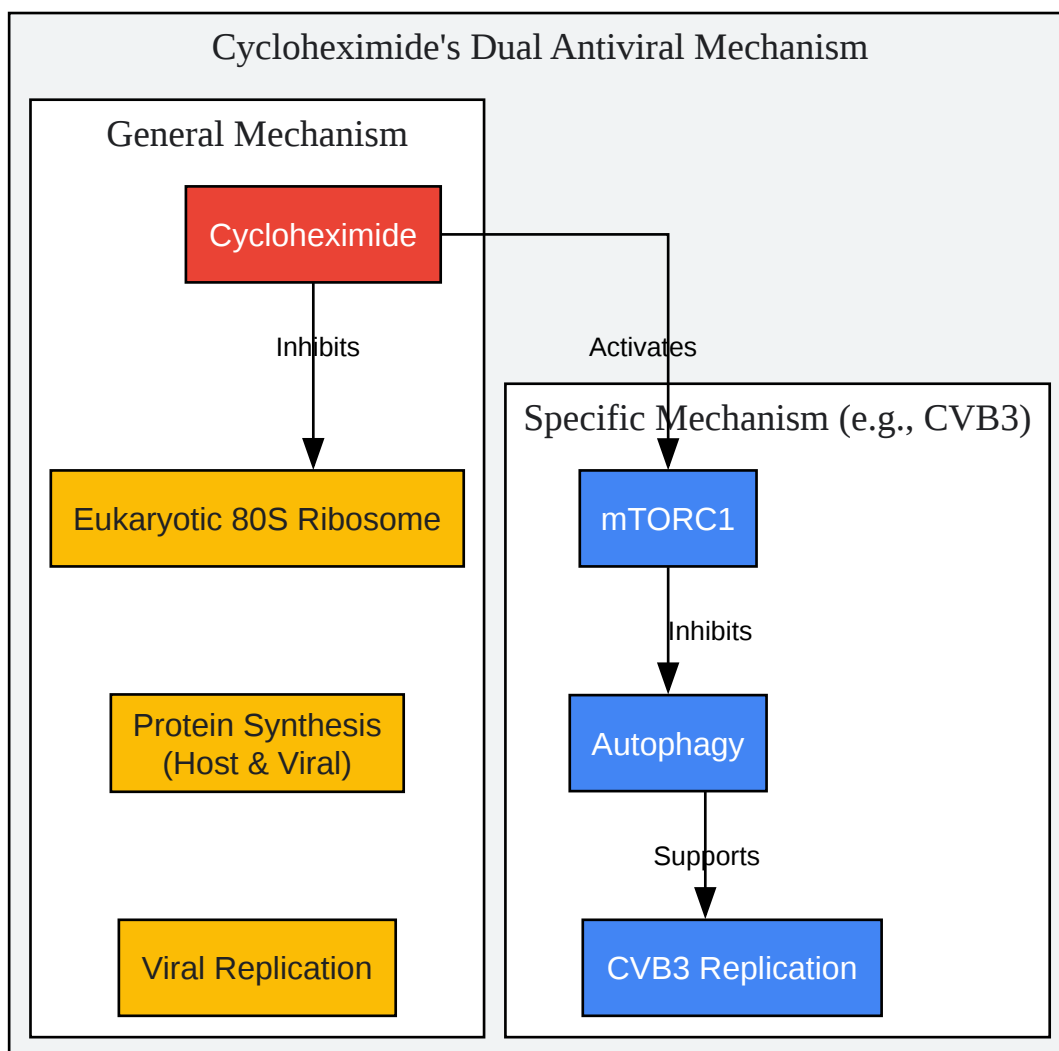 Cycloheximide's Dual Antiviral Mechanism
General Mechanism
Cycloheximide
Inhibits
Eukaryotic 80S Ribosome
Protein Synthesis
(Host & Viral)
Viral Replication
Activates
Specific Mechanism (e.g., CVB3)
mTORC1
Inhibits
Autophagy
Supports
CVB3 Replication